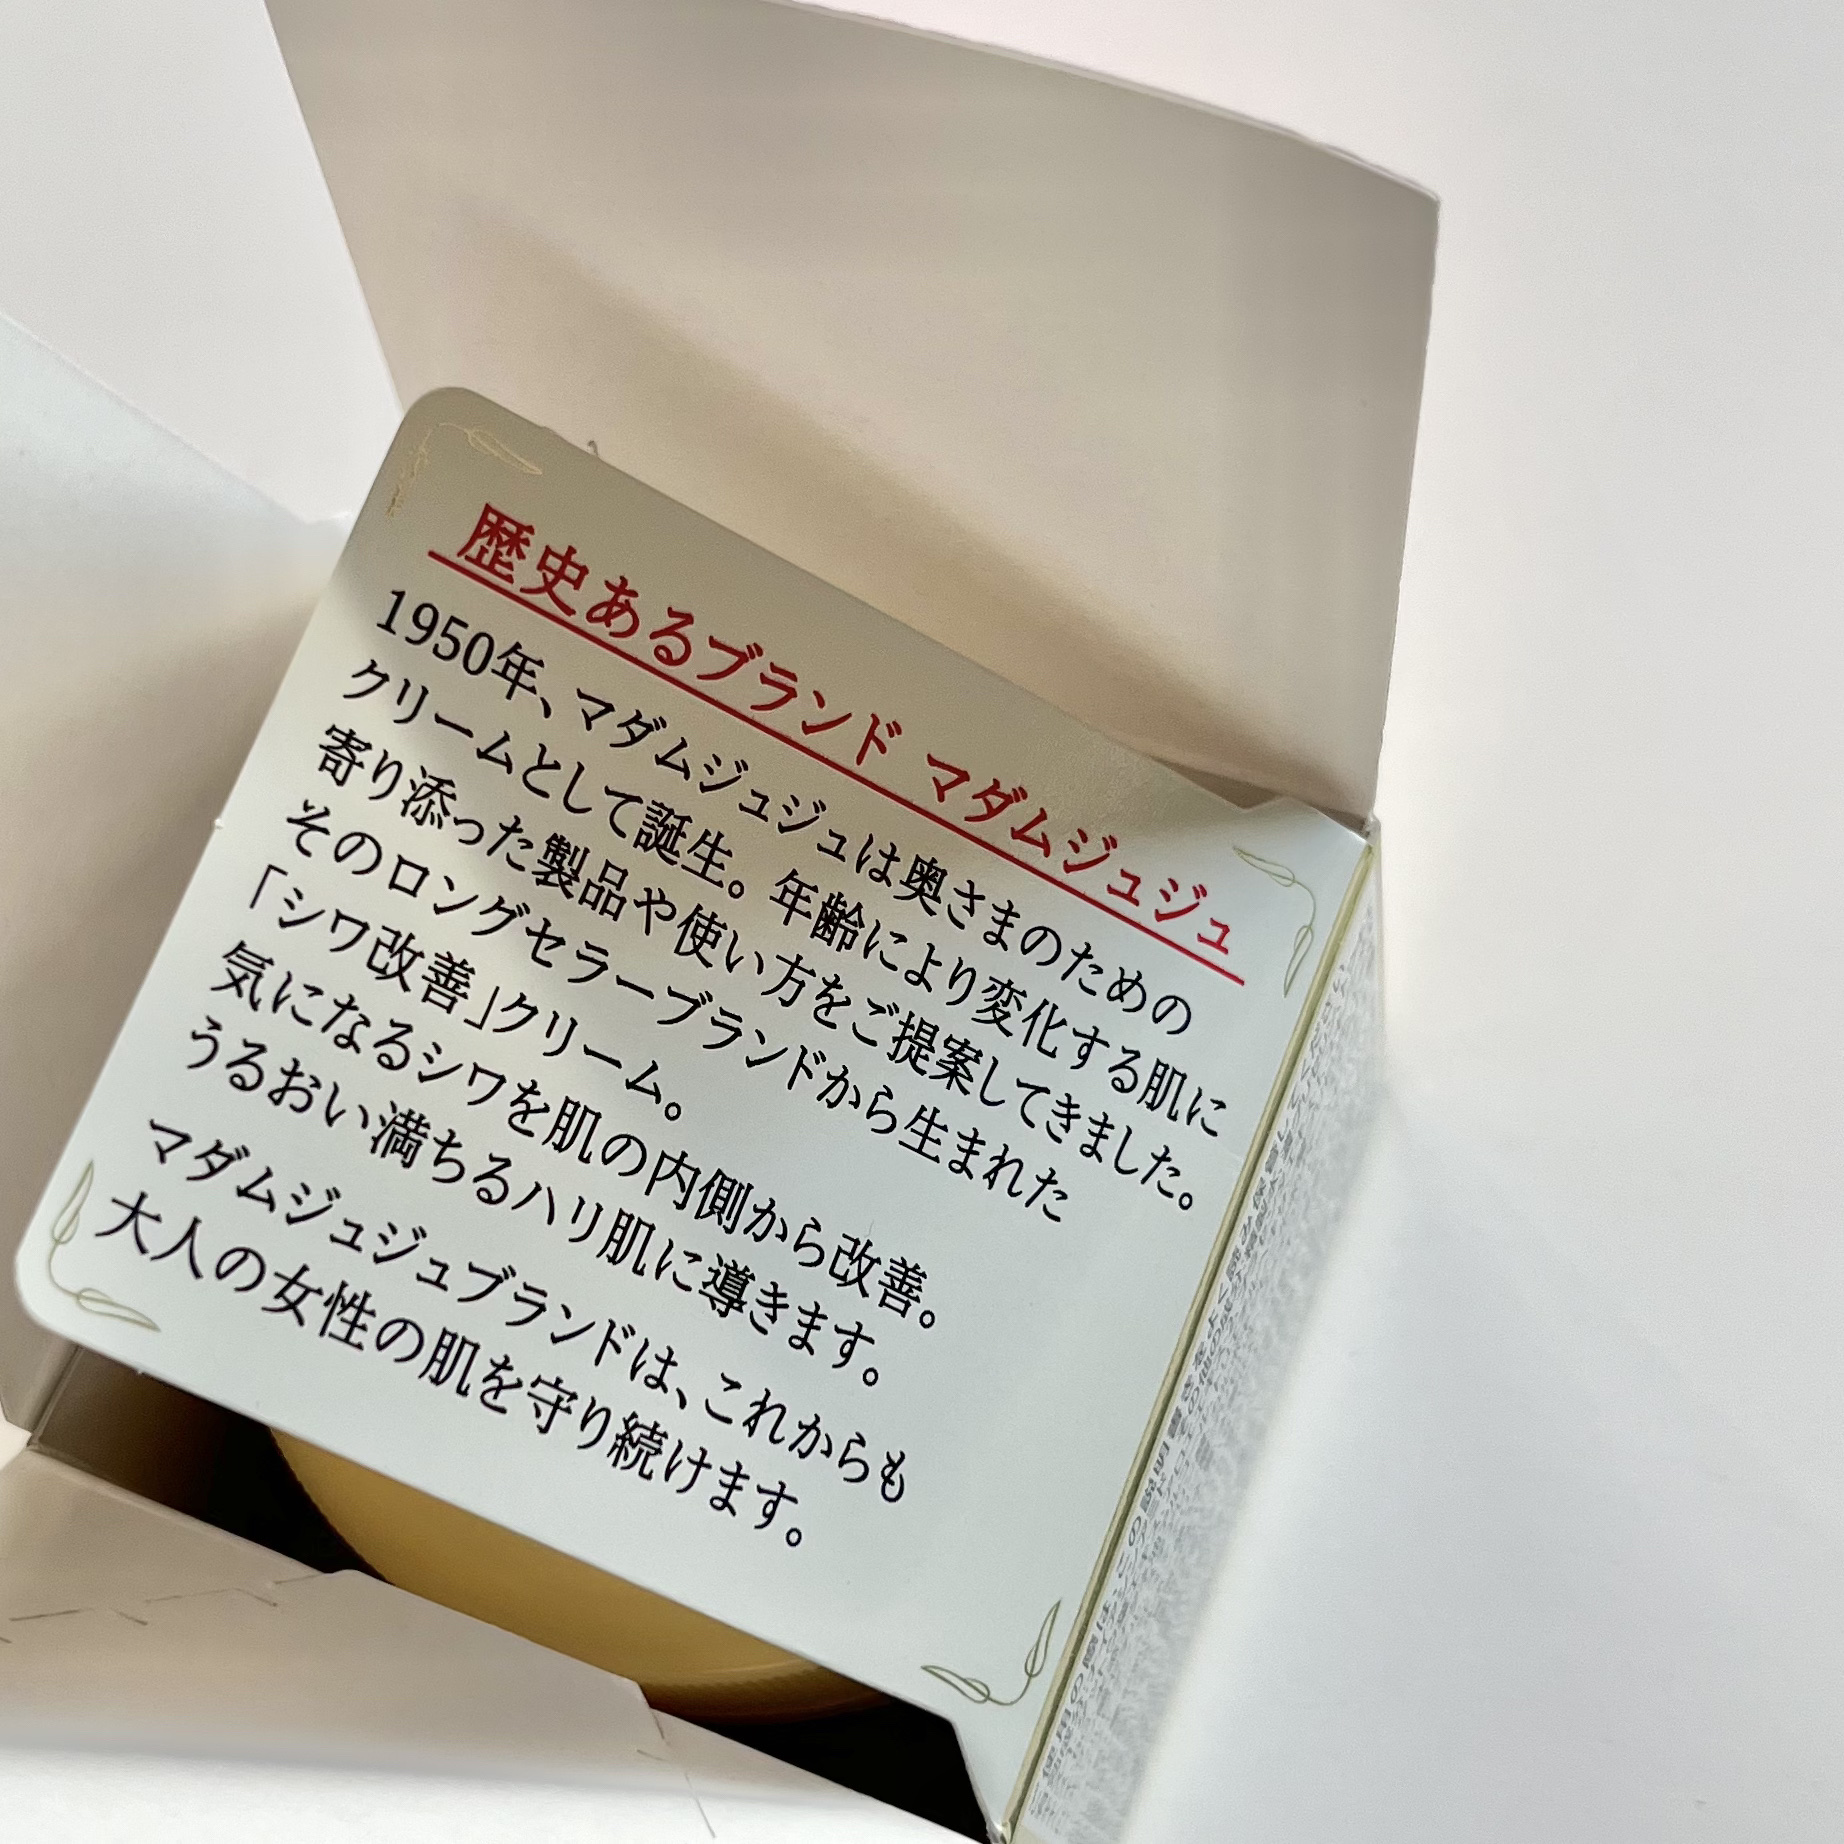 歴史あるブランド マダムジュジュ
1950年、マダムジュジュは奥さまのための
クリームとして誕生。年齢により変化する肌に
寄り添った製品や使い方をご提案してきました。
そのロングセラーブランドから生まれた
「シワ改善」クリーム。
気になるシワを肌の内側から改善。
うるおい満ちるハリ肌に導きます。
マダムジュジュブランドは、これからも
大人の女性の肌を守り続けます。